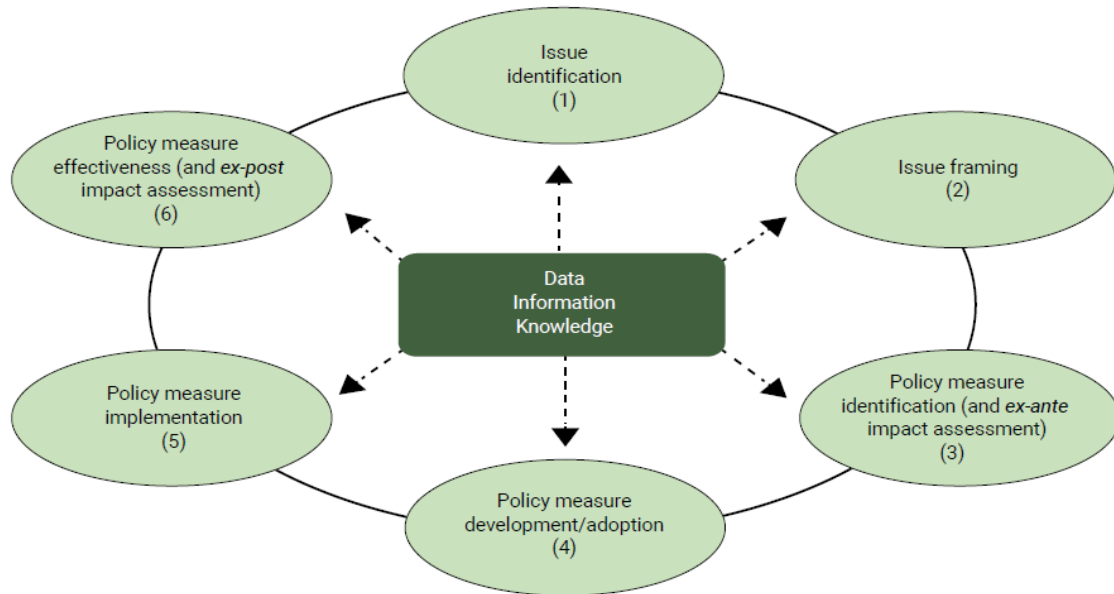 Issue
identification
(1)
Issue framing
(2)
Policy measure
identification (and ex-ante
impact assessment)
(3)
Policy measure
development/adoption
(4)
Policy measure
implementation
(5)
Policy measure
effectiveness (and ex-post
impact assessment)
(6)
Data
Information
Knowledge